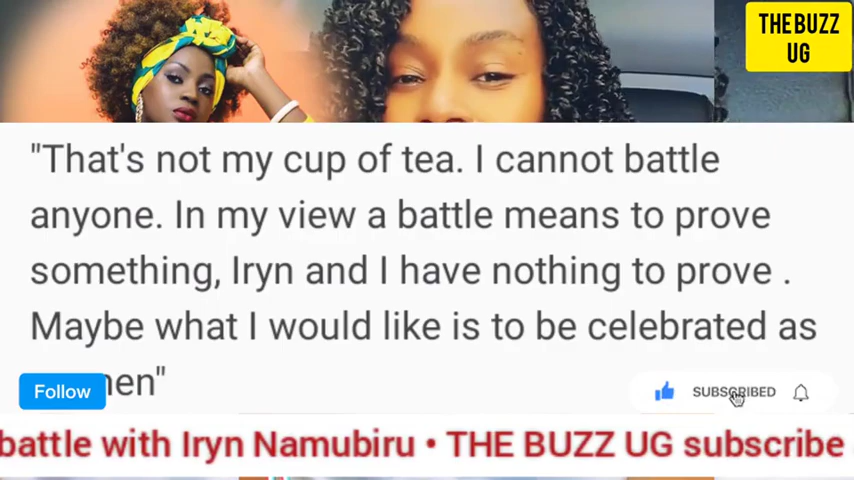 THE BUZZ
UG
"That's not my cup of tea. I cannot battle
anyone. In my view a battle means to prove
something, Iryn and I have nothing to prove .
Maybe what I would like is to be celebrated as
Follow
SUBSCRIBED
battle with Iryn Namubiru • THE BUZZ UG subscribe